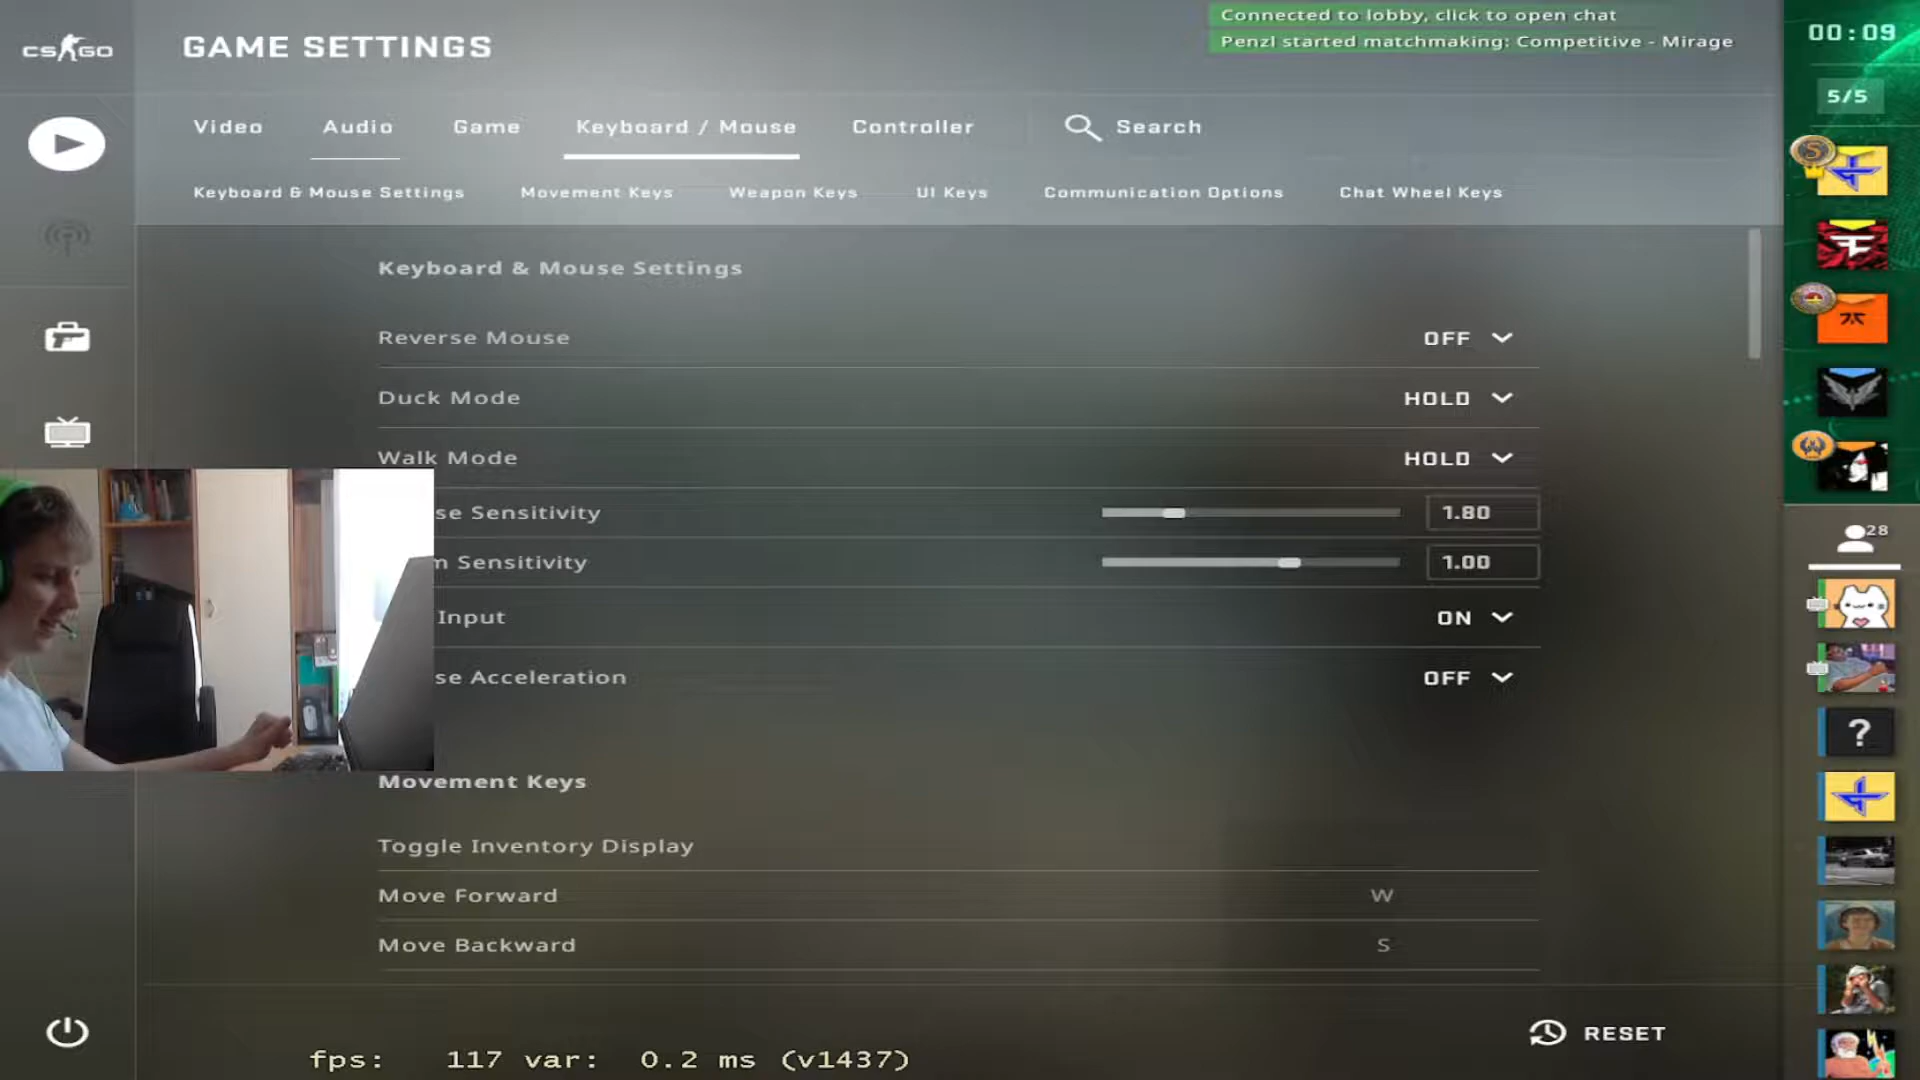 Connected to lobby, click to open chat
Penzl started matchmaking: Competitive - Mirage
00:09
CS GO
GAME SETTINGS
5/5
Video Audio Game Keyboard / Mouse Controller Search
Keyboard & Mouse Settings Movement Keys Weapon Keys UI Keys Communication Options Chat Wheel Keys
Keyboard & Mouse Settings
Reverse Mouse OFF
Duck Mode HOLD
Walk Mode HOLD
se Sensitivity 1.80
m Sensitivity 1.00
Input ON
se Acceleration OFF
28
?
Movement Keys
Toggle Inventory Display
Move Forward W
Move Backward S
RESET
fps: 117 var: 0.2 ms (v1437)